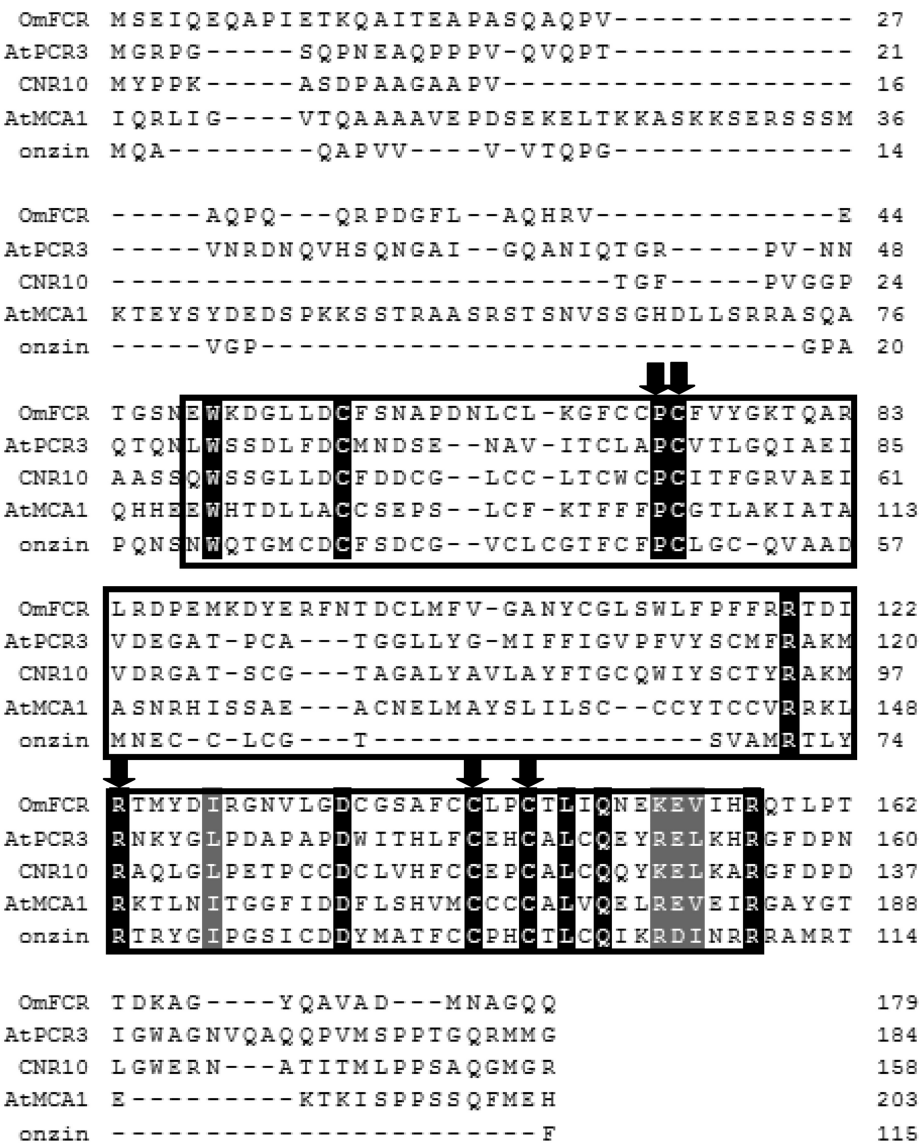 OmFCR MSEIQEQAPIETKQAITEAPASQAQPV-------------- 27
AtPCR3 MGRPG-----SQPNEAQPPPV-QVQPT-------------- 21
CNR10 MYPPK-----ASDPAAGAAPV-------------------- 16
AtMCA1 IQRLIG----VTQAAAAVEPDSEKELTKKASKKSERSSSM 36
onzin MQA--------QAPVV----V-VTQPG-------------- 14
OmFCR -----AQPQ---QRPDGFL--AQHRV--------------E 44
AtPCR3 -----VNRDNQVHSQNGAI--GQANIQTGR-----PV-NN 48
CNR10 ---------------------------TGF-----PVGGP 24
AtMCA1 KTEYSYDEDSPKKSSTRAASRSTSNVSSGHDLLSRRASQA 76
onzin -----VGP-----------------------------GPA 20
OmFCR TGSNEWKDGLLDCFSNAPDNLCL-KGFCCPCFVYGKTQAR 83
AtPCR3 QTQNLWSSDLFDCMNDSE--NAV-ITCLAPCVTLGQIAEI 85
CNR10 AASSQWSSGLLDCFDDCG--LCC-LTCWCPCITFGRVAEI 61
AtMCA1 QHHEEWHTDLLACCSEPS--LCF-KTFFFPCGTLAKIATA 113
onzin PQNSNWQTGMCDCFSDCG--VCLCGTFCFPCLGC-QVAAD 57
OmFCR LRDPEMKDYERFNTDCLMFV-GANYCGLSWLFPFFRRTDI 122
AtPCR3 VDEGAT-PCA---TGGLLYG-MIFFIGVPFVYSCMFRAKM 120
CNR10 VDRGAT-SCG---TAGALYAVLAYFTGCQWIYSCTYRAKM 97
AtMCA1 ASNRHISSAE---ACNELMAYSLILSC--CCYTCCVRRKL 148
onzin MNEC-C-LCG---T------------------SVAMRTLY 74
OmFCR RTMYDIRGNVLGDCGSAFCCLPCTLIQNEKEVIHRQTLPT 162
AtPCR3 RNKYGLPDAPAPDWITHLFCEHCALCQEYRELKHRGFDPN 160
CNR10 RAQLGLPETPCCDCLVHFCCEPCALCQQYKELKARGFDPD 137
AtMCA1 RKTLNITGGFIDDFLSHVMCCCCALVQELREVEIRGAYGT 188
onzin RTRYGIPGSICDDYMATFCCPHCTLCQIKRDINRRRAMRT 114
OmFCR TDKAG----YQAVAD---MNAGQQ 179
AtPCR3 IGWAGNVQAQQPVMSPPTGQRMMG 184
CNR10 LGWERN---ATITMLPPSAQGMGR 158
AtMCA1 E---------KTKISPPSSQFMEH 203
onzin -----------------------F 115